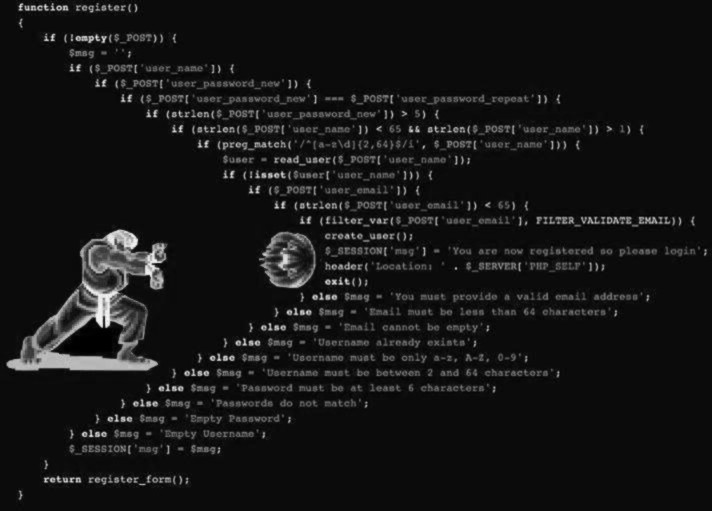 function register()
{
    if (!empty($_POST)) {
        $msg = '';
        if ($_POST['user_name']) {
            if ($_POST['user_password_new']) {
                if ($_POST['user_password_new'] === $_POST['user_password_repeat']) {
                    if (strlen($_POST['user_password_new']) > 5) {
                        if (strlen($_POST['user_name']) < 65 && strlen($_POST['user_name']) > 1) {
                            if (preg_match('/^[a-z\d]{2,64}$/i', $_POST['user_name'])) {
                                $user = read_user($_POST['user_name']);
                                if (!isset($user['user_name'])) {
                                    if ($_POST['user_email']) {
                                        if (strlen($_POST['user_email']) < 65) {
                                            if (filter_var($_POST['user_email'], FILTER_VALIDATE_EMAIL)) {
                                                create_user();
                                                $_SESSION['msg'] = 'You are now registered so please login';
                                                header('Location: ' . $_SERVER['PHP_SELF']);
                                                exit();
                                            } else $msg = 'You must provide a valid email address';
                                        } else $msg = 'Email must be less than 64 characters';
                                    } else $msg = 'Email cannot be empty';
                                } else $msg = 'Username already exists';
                            } else $msg = 'Username must be only a-z, A-Z, 0-9';
                        } else $msg = 'Username must be between 2 and 64 characters';
                    } else $msg = 'Password must be at least 6 characters';
                } else $msg = 'Passwords do not match';
            } else $msg = 'Empty Password';
        } else $msg = 'Empty Username';
        $_SESSION['msg'] = $msg;
    }
    return register_form();
}